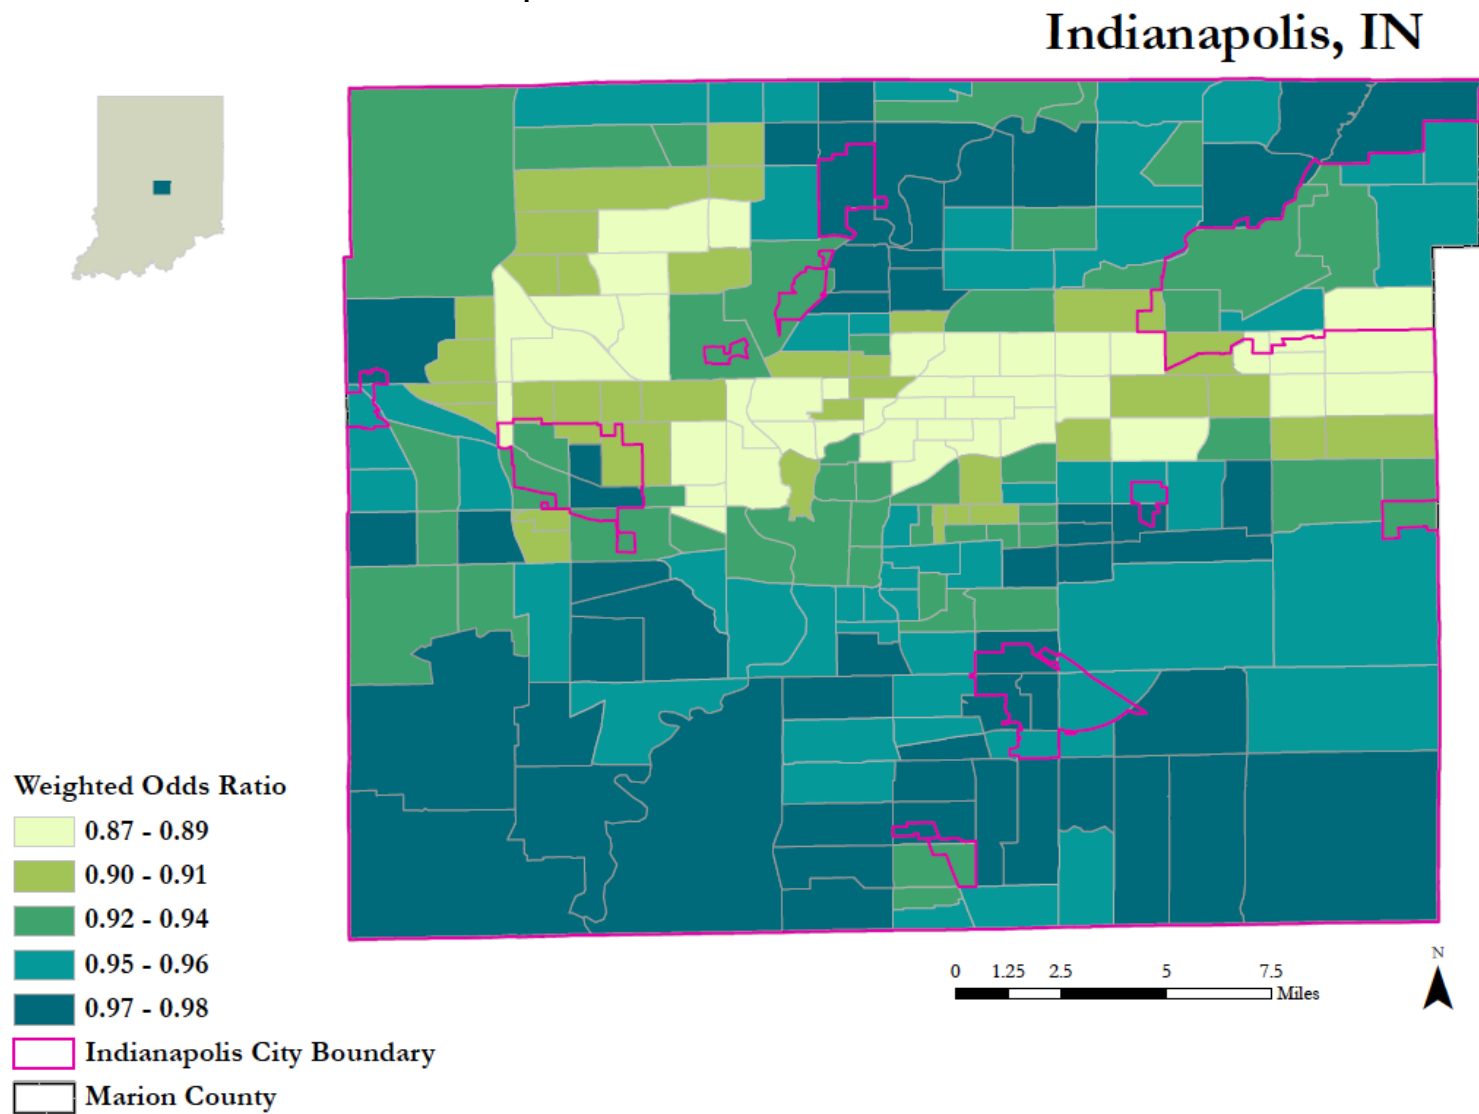 Indianapolis, IN
Weighted Odds Ratio
0.87 - 0.89
0.90 - 0.91
0.92 - 0.94
0.95 - 0.96
0.97 - 0.98
Indianapolis City Boundary
Marion County
0 1.25 2.5 5 7.5
Miles
N